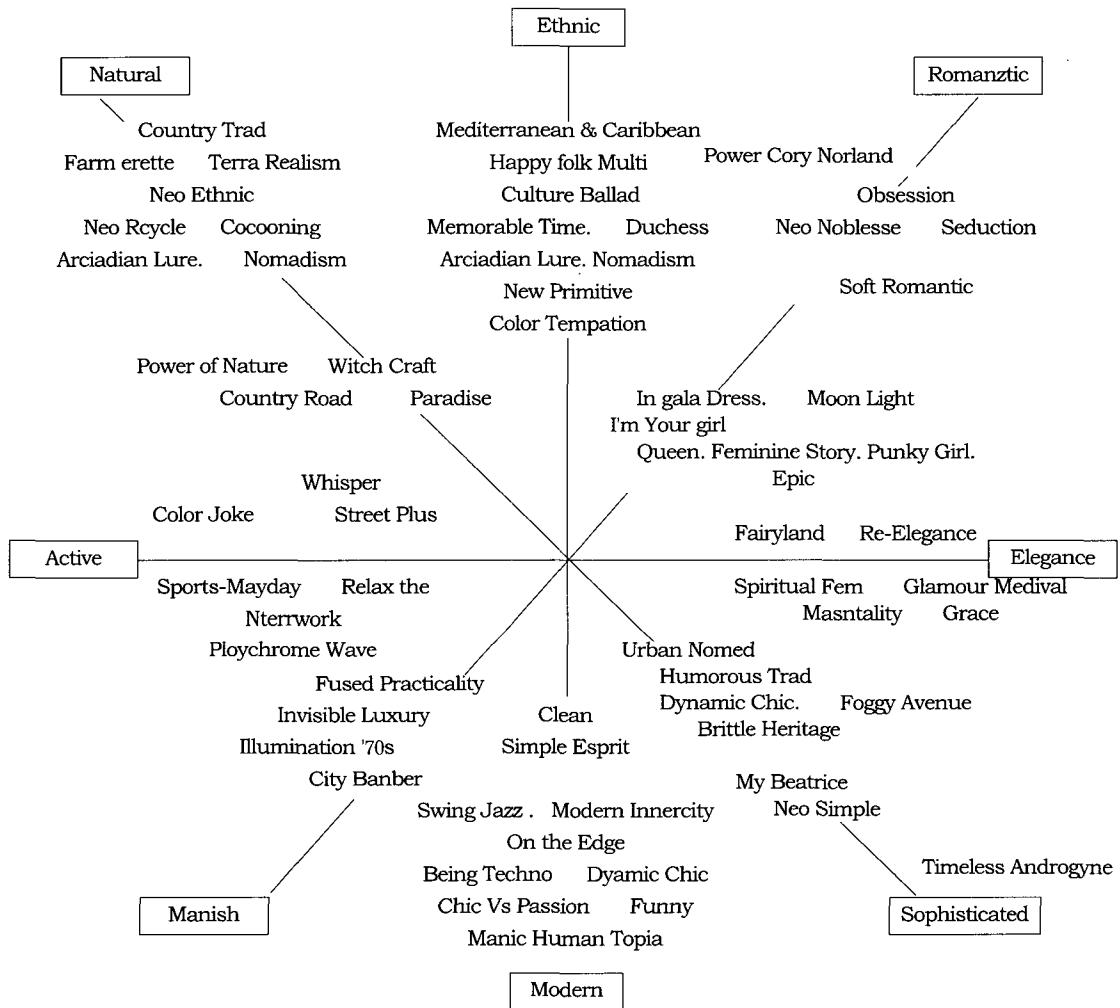 Ethnic
Natural
Romanztic
Country Trad
Mediterranean & Caribbean
Power Cory Norland
Farm erette Terra Realism
Happy folk Multi
Neo Ethnic
Culture Ballad
Obsession
Neo Rcycle Cocooning
Memorable Time. Duchess
Neo Noblesse Seduction
Arciadian Lure. Nomadism
Arciadian Lure. Nomadism
New Primitive
Soft Romantic
Color Tempation
Power of Nature Witch Craft
Country Road Paradise
In gala Dress. Moon Light
I'm Your girl
Queen. Feminine Story. Punky Girl.
Epic
Whisper
Color Joke Street Plus
Fairyland Re-Elegance
Active
Elegance
Sports-Mayday Relax the
Spiritual Fem Glamour Medival
Nterrwork
Masntality Grace
Ploychrome Wave
Urban Nomed
Fused Practicality
Humorous Trad
Invisible Luxury
Clean
Dynamic Chic. Foggy Avenue
Illumination '70s
Simple Esprit
Brittle Heritage
City Banber
My Beatrice
Swing Jazz . Modern Innercity
Neo Simple
On the Edge
Being Techno Dyamic Chic
Timeless Androgyne
Manish
Chic Vs Passion Funny
Sophisticated
Manic Human Topia
Modern